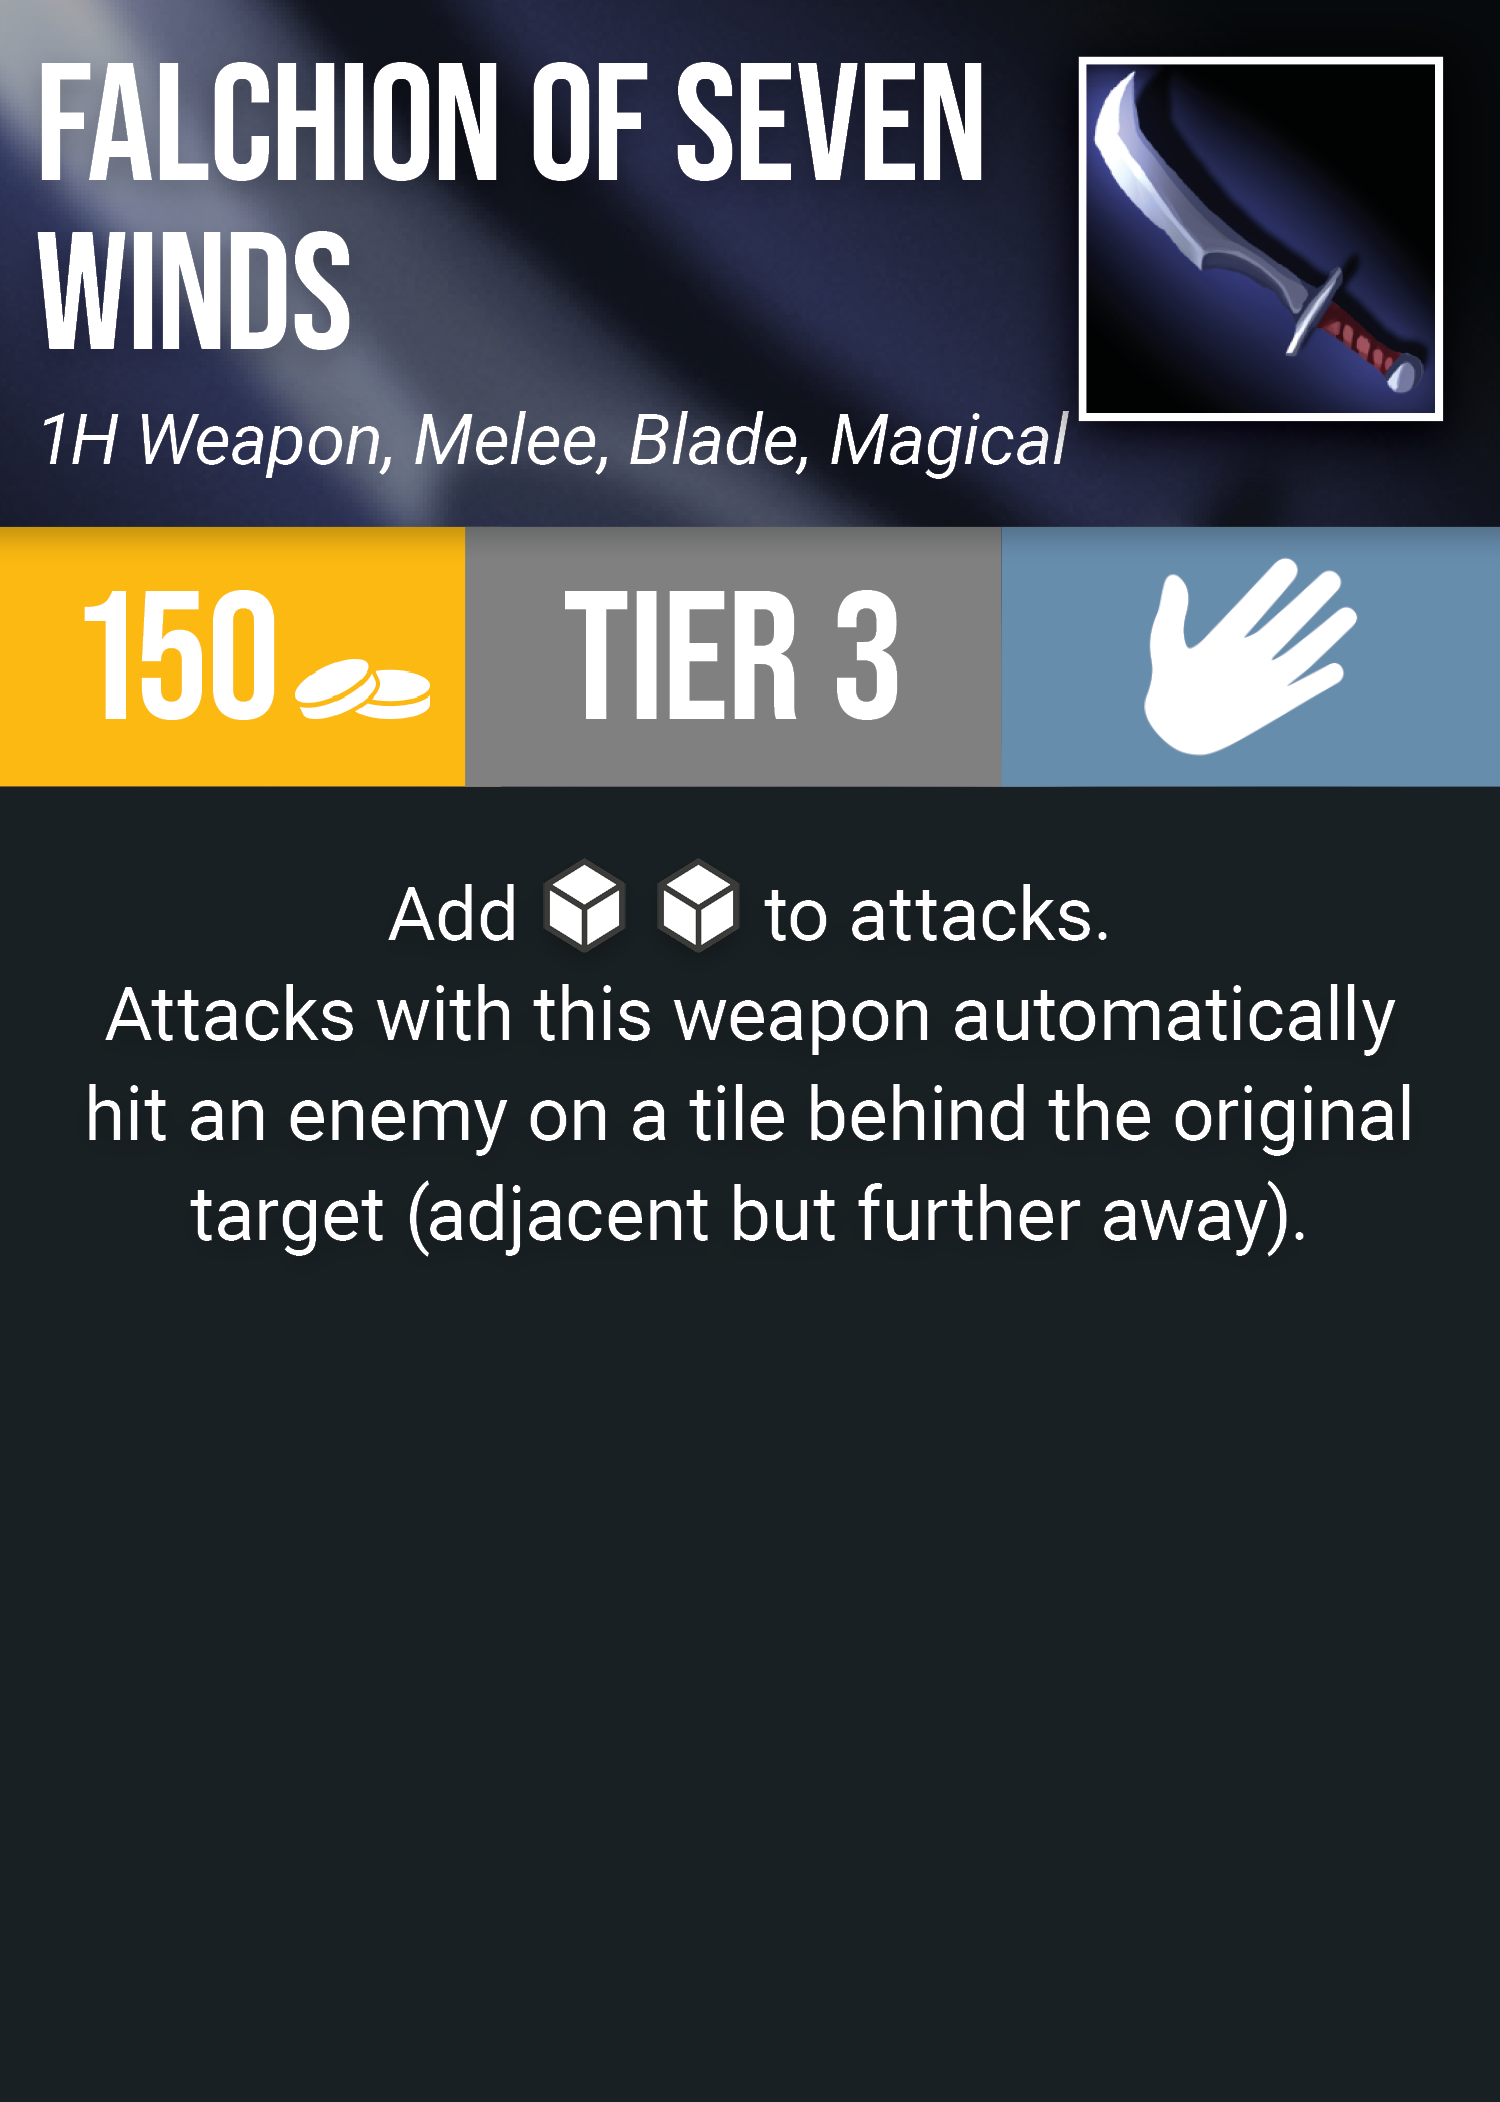 FALCHION OF SEVEN
WINDS
1H Weapon, Melee, Blade, Magical
150
TIER 3
Add to attacks.
Attacks with this weapon automatically
hit an enemy on a tile behind the original
target (adjacent but further away).